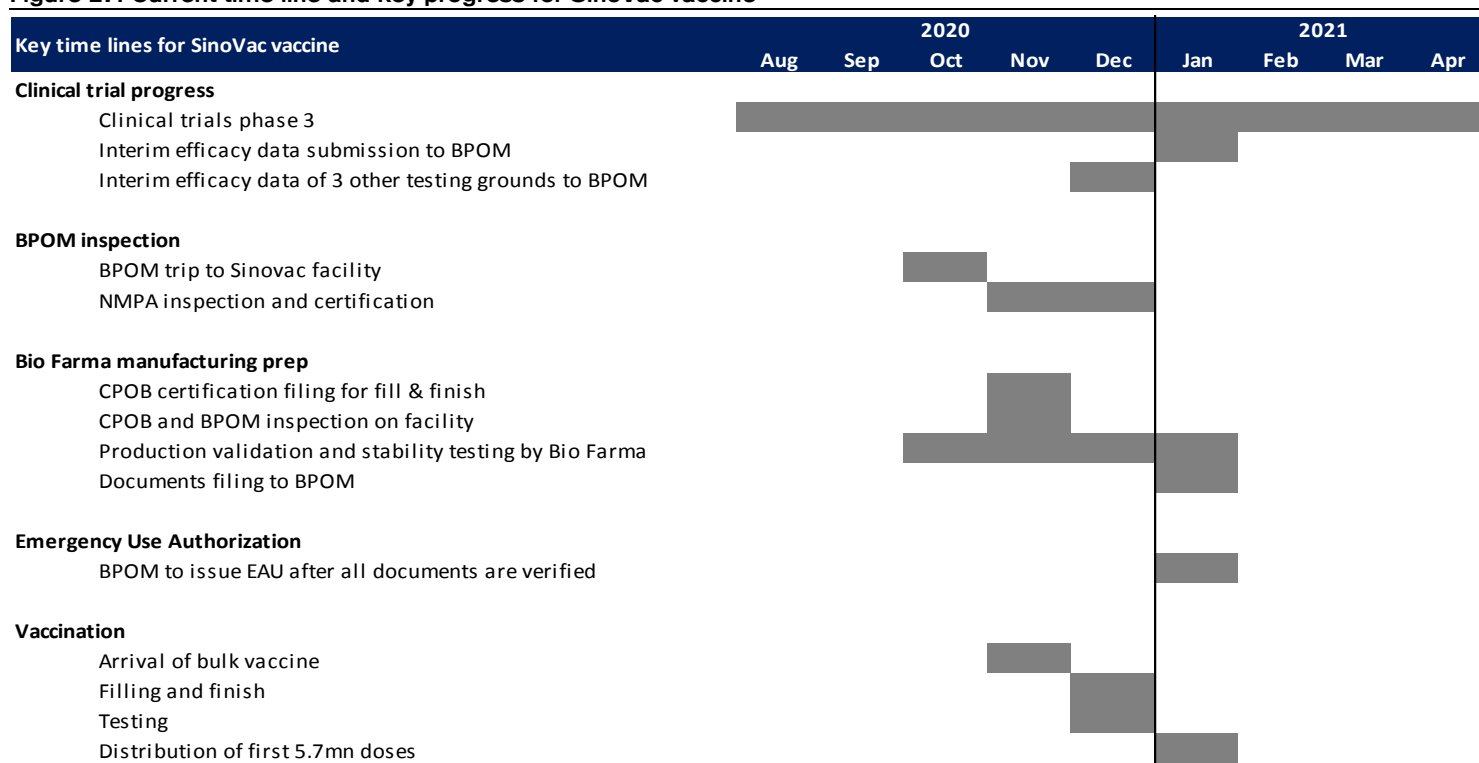 Key time lines for SinoVac vaccine 2020 2021
Aug Sep Oct Nov Dec Jan Feb Mar Apr
Clinical trial progress
Clinical trials phase 3
Interim efficacy data submission to BPOM
Interim efficacy data of 3 other testing grounds to BPOM
BPOM inspection
BPOM trip to Sinovac facility
NMPA inspection and certification
Bio Farma manufacturing prep
CPOB certification filing for fill & finish
CPOB and BPOM inspection on facility
Production validation and stability testing by Bio Farma
Documents filing to BPOM
Emergency Use Authorization
BPOM to issue EAU after all documents are verified
Vaccination
Arrival of bulk vaccine
Filling and finish
Testing
Distribution of first 5.7mn doses